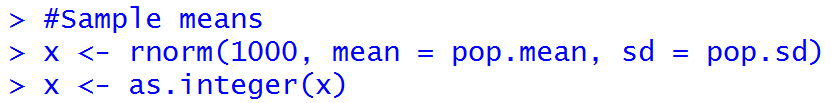 > #Sample means
> x <- rnorm(1000, mean = pop.mean, sd = pop.sd)
> x <- as.integer(x)